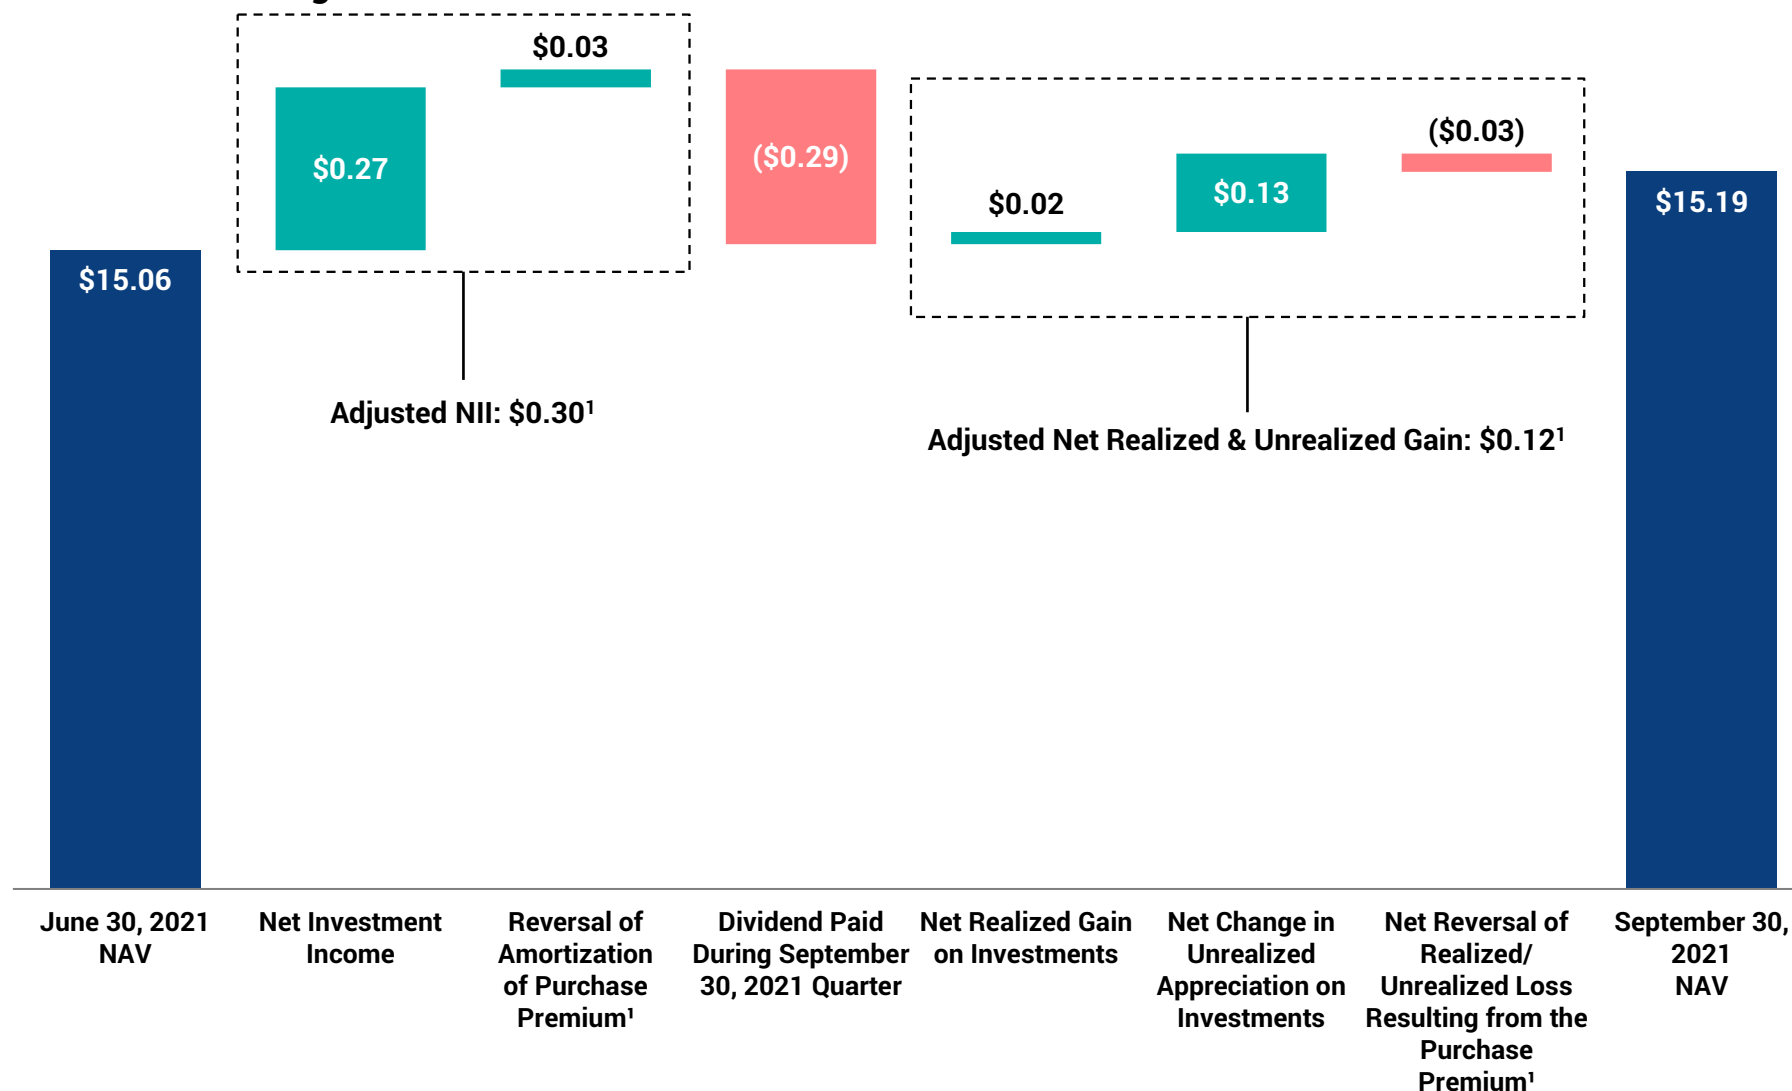 $0.03
$0.27
($0.29)
($0.03)
$0.02
$0.13
$15.06
$15.19
Adjusted NII: $0.30¹
Adjusted Net Realized & Unrealized Gain: $0.12¹
June 30, 2021
NAV
Net Investment
Income
Reversal of
Amortization
of Purchase
Premium¹
Dividend Paid
During September
30, 2021 Quarter
Net Realized Gain
on Investments
Net Change in
Unrealized
Appreciation on
Investments
Net Reversal of
Realized/
Unrealized Loss
Resulting from the
Purchase
Premium¹
September 30,
2021
NAV